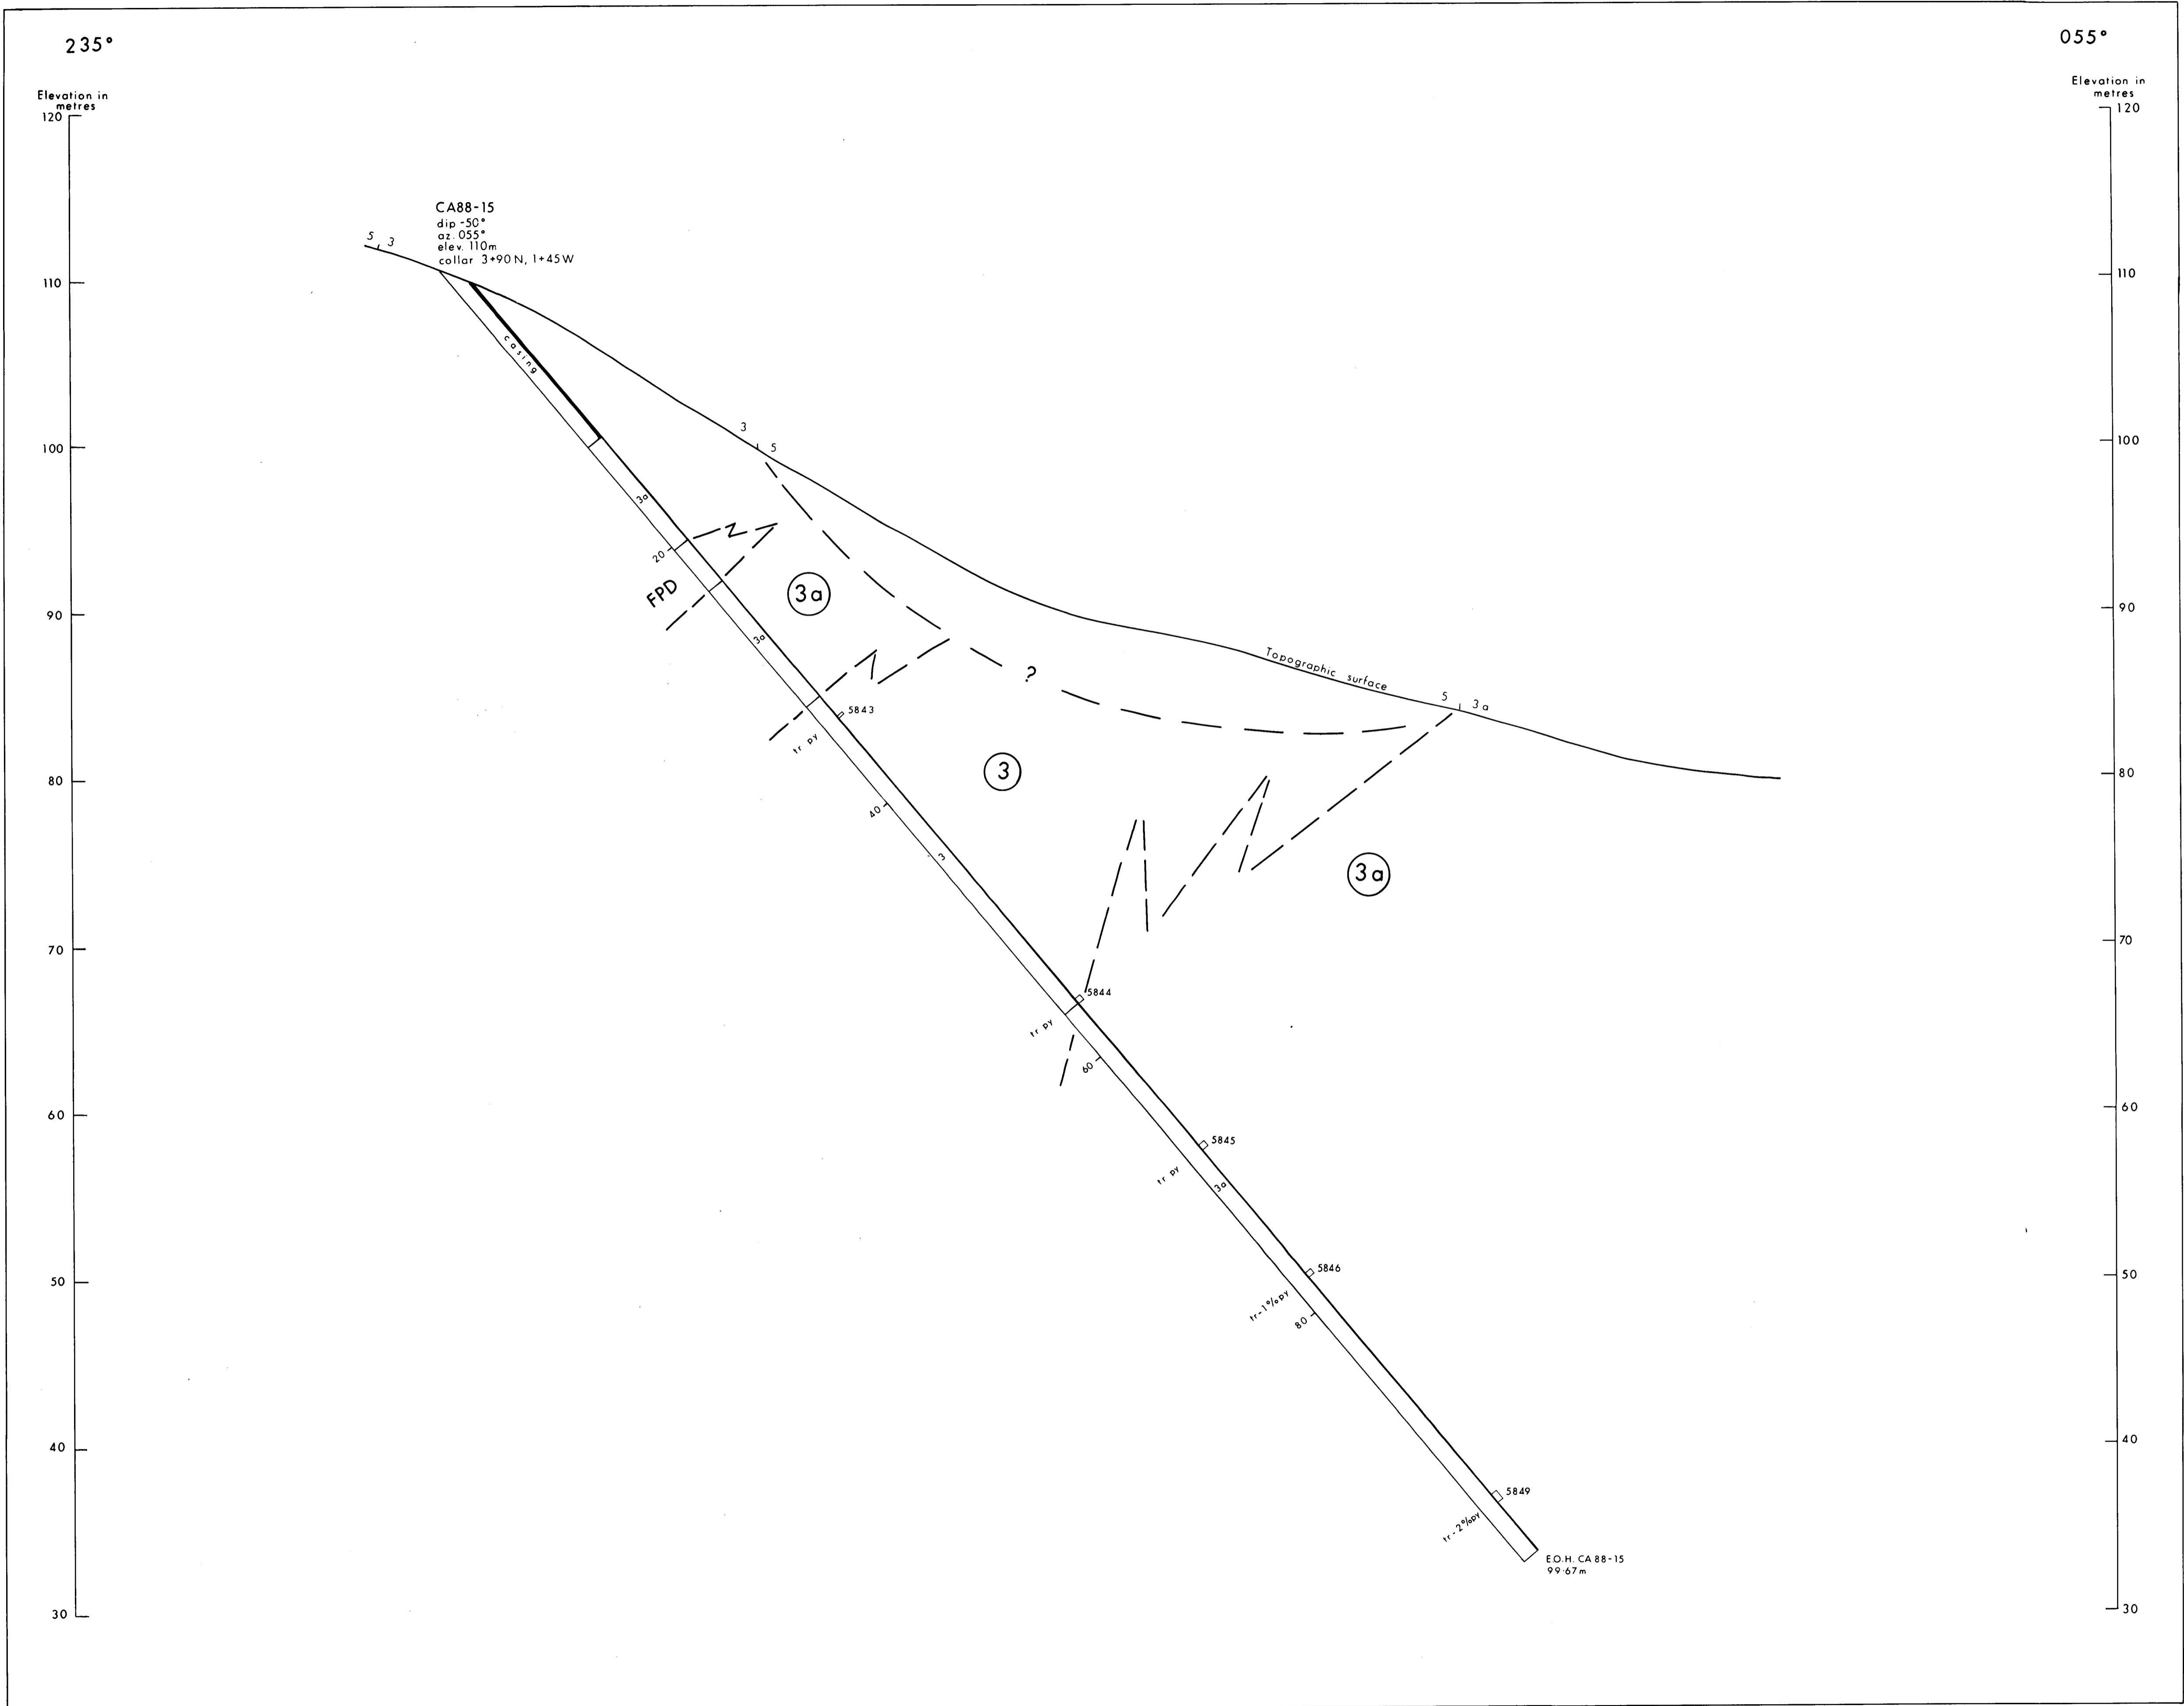 235°
055°
Elevation in
metres
Elevation in
metres
120
120
CA88-15
dip -50°
az. 055°
elev. 110m
collar 3+90N, 1+45W
5 3
110
110
casing
3 5
100
100
3a
20
FPD
3a
90
90
3a
?
Topographic surface
5 3a
5843
tr py
3
80
80
40
3
3a
70
70
5844
tr py
60
60
60
5845
tr py
3a
50
50
5846
tr-1%py
80
40
40
5849
tr-2%py
E.O.H. CA 88-15
99.67m
30
30